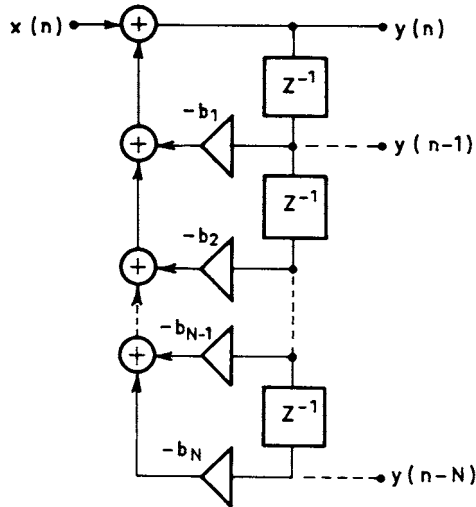 x(n) + y(n)
Z⁻¹
-b₁
+ y(n-1)
Z⁻¹
-b₂
+
-b_{N-1}
+
Z⁻¹
-b_N
y(n-N)